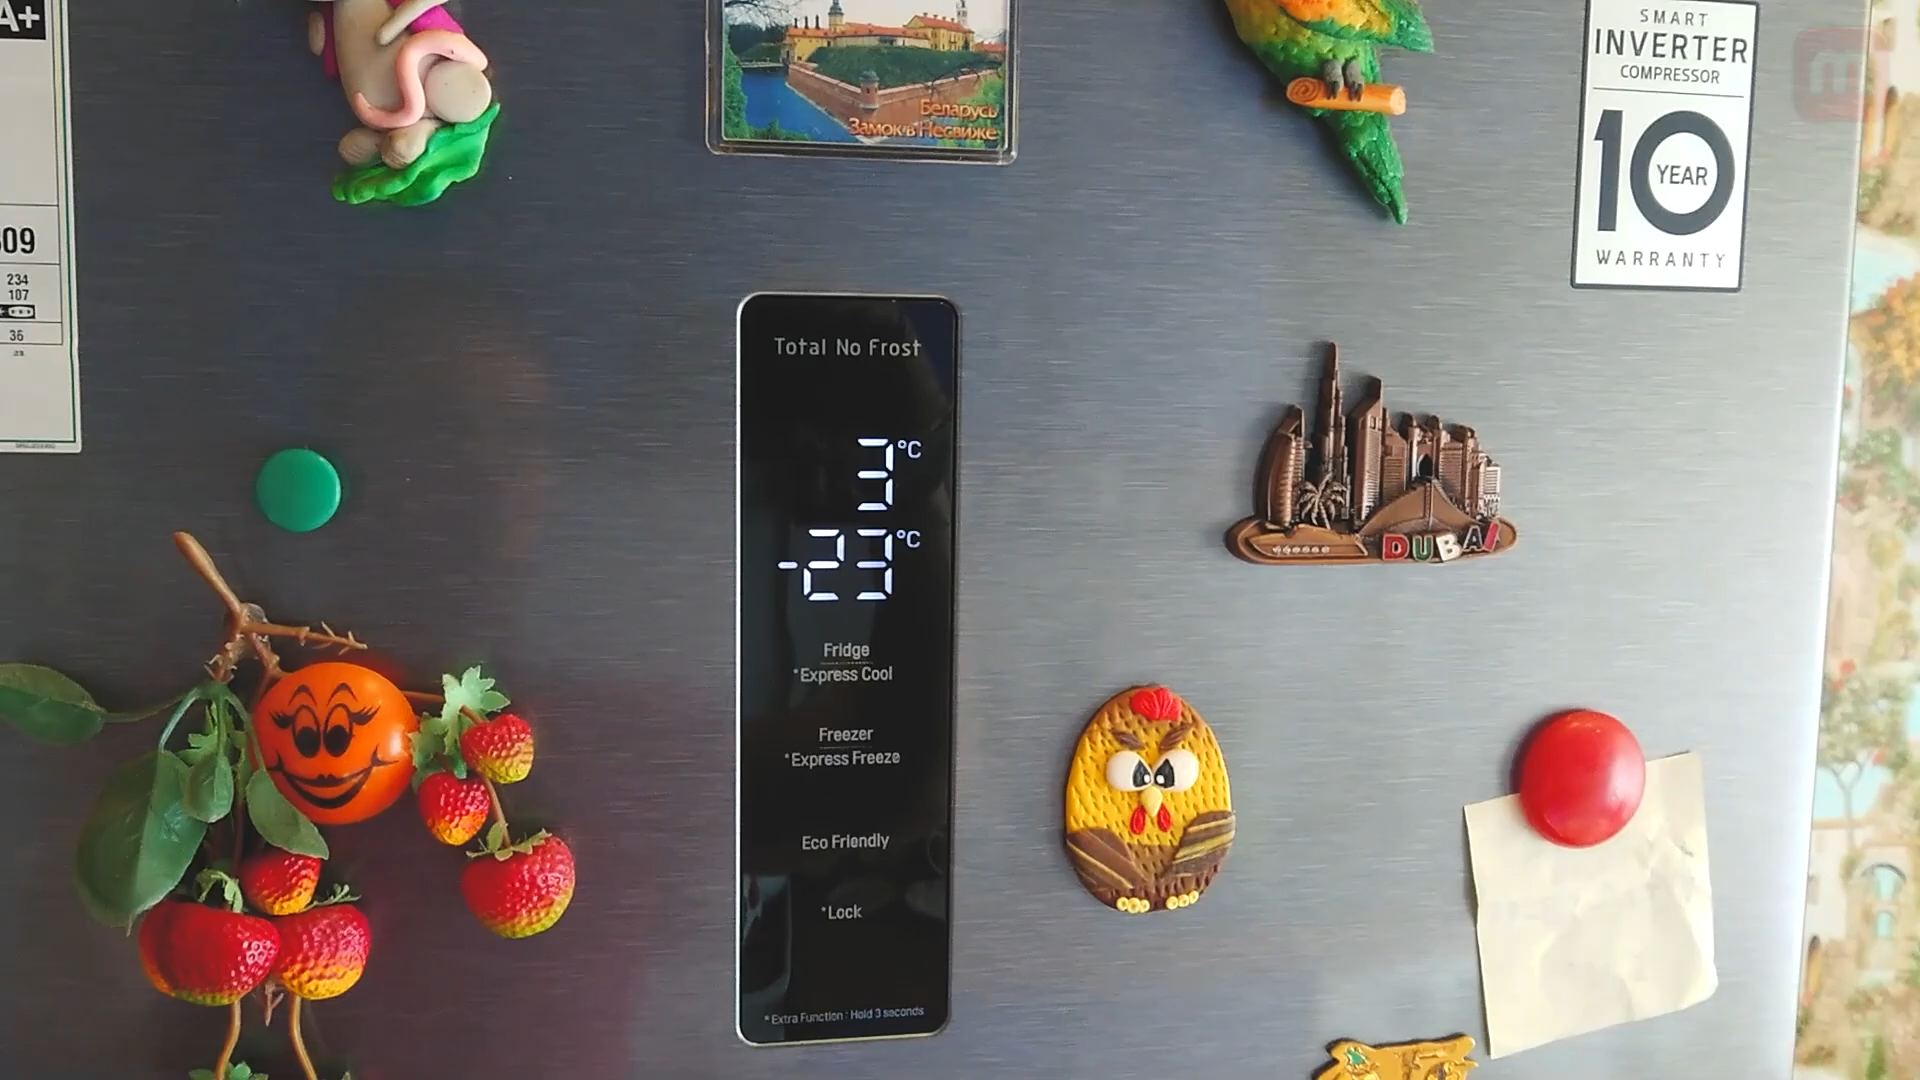 A+
09
234
107
36
Беларусь
Замок в Несвиже
SMART
INVERTER
COMPRESSOR
10
YEAR
WARRANTY
Total No Frost
3 °C
-23 °C
Fridge
*Express Cool
Freezer
*Express Freeze
Eco Friendly
*Lock
* Extra Function : Hold 3 seconds
DUBAI
m